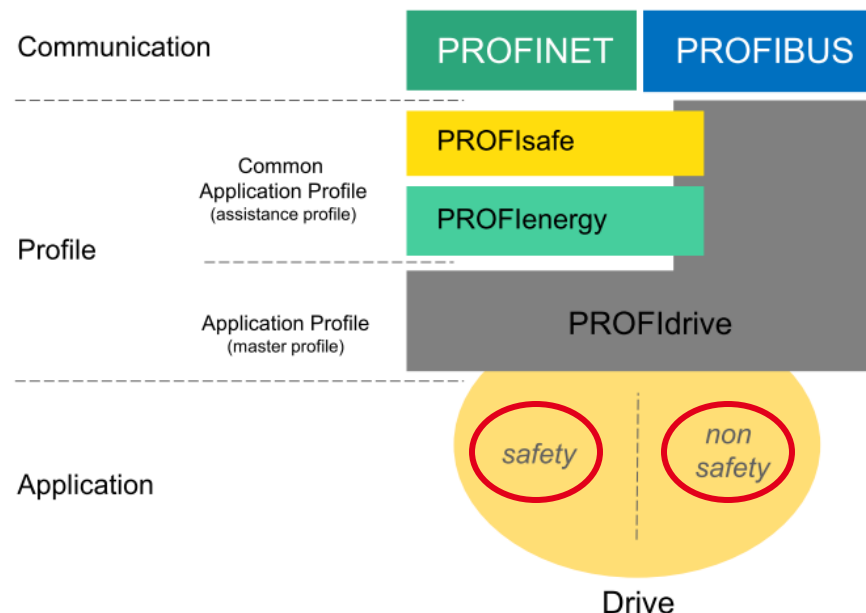 Communication
PROFINET
PROFIBUS
PROFIsafe
Common
Application Profile
(assistance profile)
PROFIenergy
Profile
Application Profile
(master profile)
PROFIdrive
safety
non
safety
Application
Drive